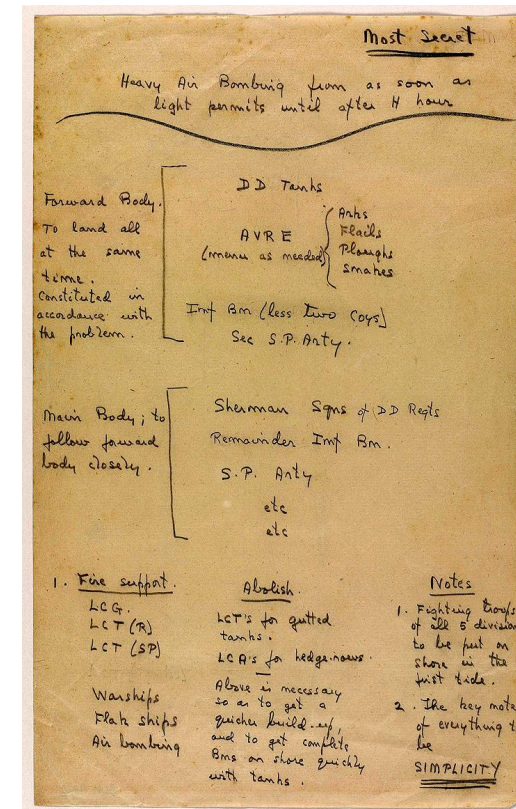 Most Secret
Heavy Air Bombing from as soon as
light permits until after H hour
Forward Body.
To land all
at the same
time.
Constituted in
accordance with
the problem.
DD Tanks
AVRE
(menu as needed)
Arks
Flails
Ploughs
Snakes
Inf Bn (less two Coys)
Sec S.P. Arty.
Main Body; to
follow forward
body closely.
Sherman Sqns of DD Regts
Remainder Inf Bn.
S.P. Arty
etc
etc
1. Fire support.
LCG.
LCT(R)
LCT(SP)
Warships
Flak ships
Air bombing
Abolish.
LCT's for gutted
tanks.
LCA's for hedge-rows.
Above is necessary
so as to get a
quicker build-up,
and to get complete
Bns on shore quickly
with tanks.
Notes
1. Fighting troops
of all 5 division
to be put on
shore in the
first tide.
2. The key note
of everything t
be
SIMPLICITY